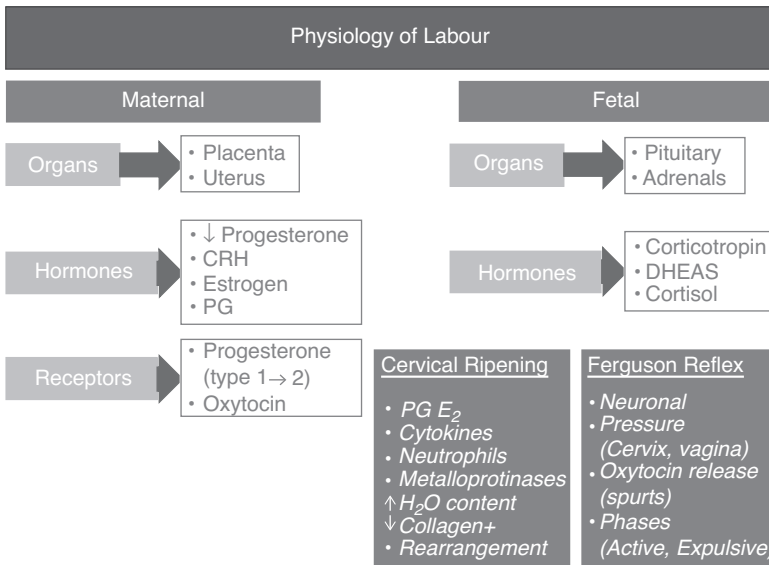 Physiology of Labour
Maternal
Organs
• Placenta
• Uterus
Hormones
• ↓ Progesterone
• CRH
• Estrogen
• PG
Receptors
• Progesterone
(type 1→ 2)
• Oxytocin
Fetal
Organs
• Pituitary
• Adrenals
Hormones
• Corticotropin
• DHEAS
• Cortisol
Cervical Ripening
• PG E₂
• Cytokines
• Neutrophils
• Metalloprotinases
↑ H₂O content
↓ Collagen+
• Rearrangement
Ferguson Reflex
• Neuronal
• Pressure
(Cervix, vagina)
• Oxytocin release
(spurts)
• Phases
(Active, Expulsive)